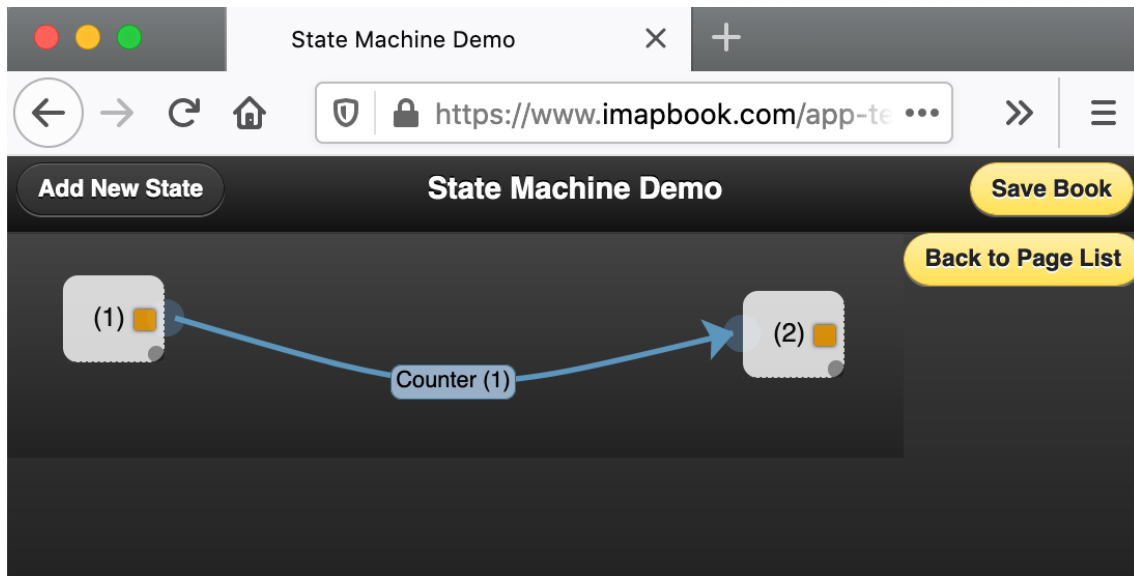 State Machine Demo
https://www.imapbook.com/app-te
Add New State
State Machine Demo
Save Book
Back to Page List
(1)
(2)
Counter (1)